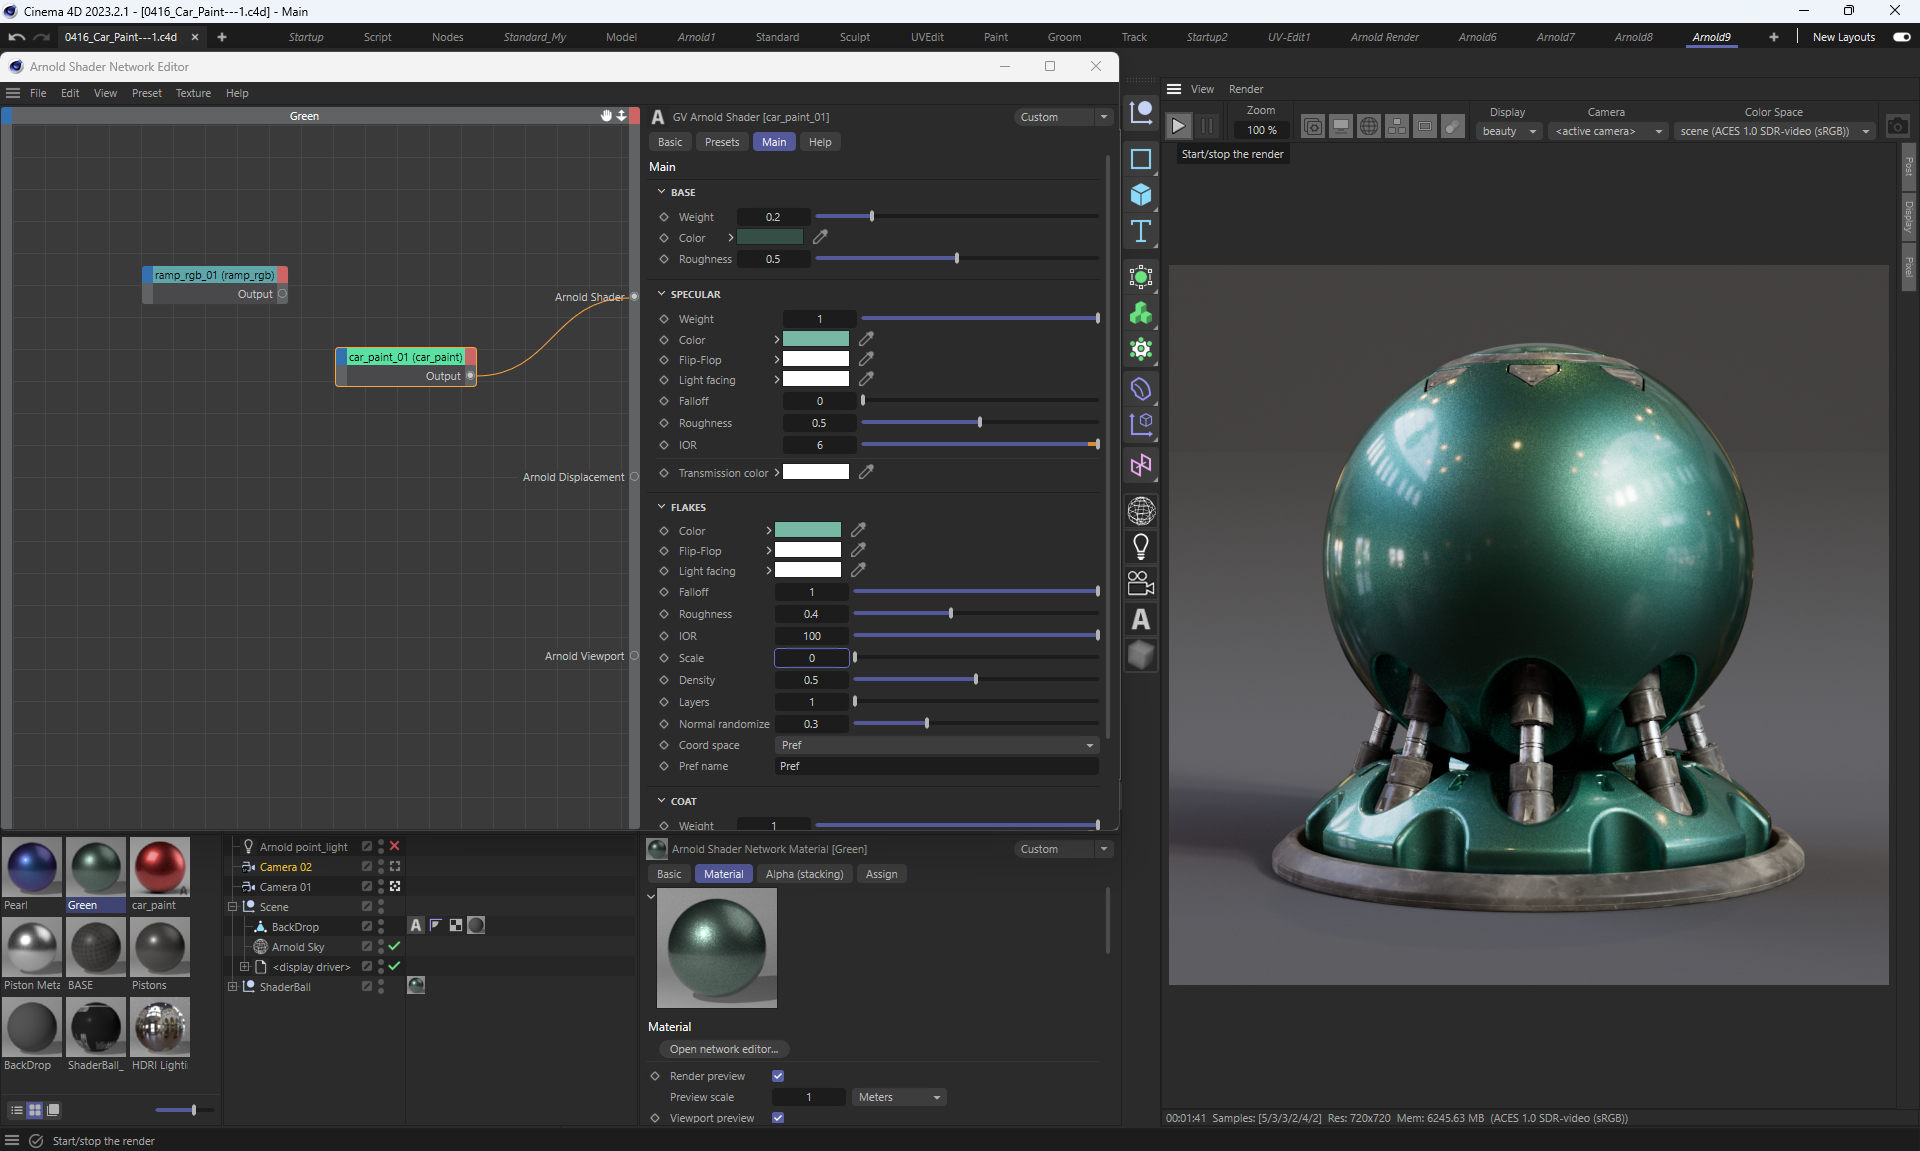 Cinema 4D 2023.2.1 - [0416_Car_Paint---1.c4d] - Main
0416_Car_Paint---1.c4d
Startup
Script
Nodes
Standard_My
Model
Arnold1
Standard
Sculpt
UVEdit
Paint
Groom
Track
Startup2
UV-Edit1
Arnold Render
Arnold6
Arnold7
Arnold8
Arnold9
New Layouts
Arnold Shader Network Editor
File Edit View Preset Texture Help
Green
ramp_rgb_01 (ramp_rgb)
Output
car_paint_01 (car_paint)
Output
Arnold Shader
Arnold Displacement
Arnold Viewport
A GV Arnold Shader [car_paint_01]
Custom
Basic Presets Main Help
Main
BASE
Weight 0.2
Color
Roughness 0.5
SPECULAR
Weight 1
Color
Flip-Flop
Light facing
Falloff 0
Roughness 0.5
IOR 6
Transmission color
FLAKES
Color
Flip-Flop
Light facing
Falloff 1
Roughness 0.4
IOR 100
Scale 0
Density 0.5
Layers 1
Normal randomize 0.3
Coord space Pref
Pref name Pref
COAT
Weight 1
T
A
View Render
Zoom
100 %
Display
beauty
Camera
<active camera>
Color Space
scene (ACES 1.0 SDR-video (sRGB))
Start/stop the render
Post
Display
Pixel
00:01:41 Samples: [5/3/3/2/4/2] Res: 720x720 Mem: 6245.63 MB (ACES 1.0 SDR-video (sRGB))
Pearl
Green
car_paint
Piston Meta
BASE
Pistons
BackDrop
ShaderBall_
HDRI Lighti
Arnold point_light
Camera 02
Camera 01
Scene
BackDrop
A
Arnold Sky
<display driver>
ShaderBall
Arnold Shader Network Material [Green]
Custom
Basic Material Alpha (stacking) Assign
Material
Open network editor...
Render preview
Preview scale 1 Meters
Viewport preview
Start/stop the render